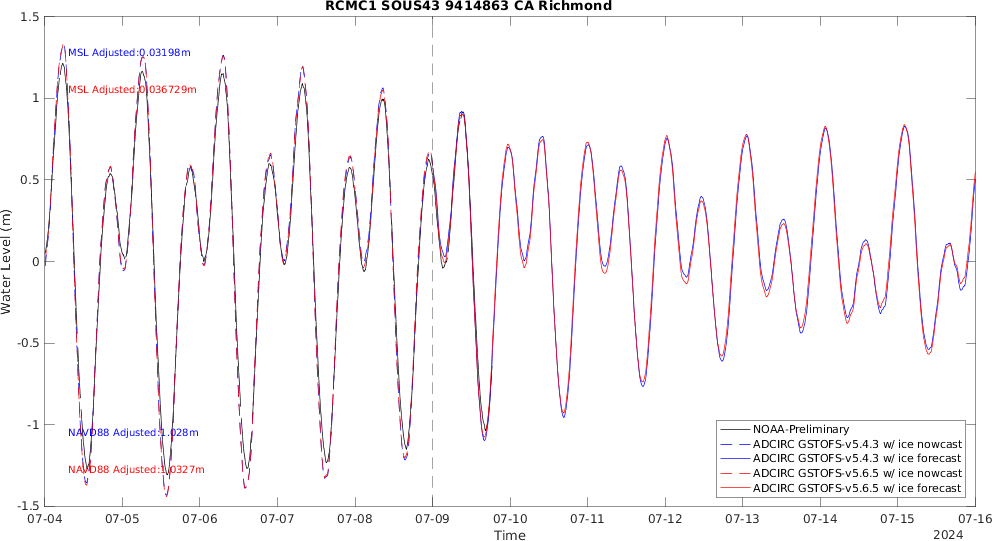 RCMC1 SOUS43 9414863 CA Richmond
1.5
1
0.5
0
-0.5
-1
-1.5
Water Level (m)
MSL Adjusted:0.03198m
MSL Adjusted:0.036729m
NAVD88 Adjusted:1.028m
NAVD88 Adjusted:1.0327m
NOAA-Preliminary
ADCIRC GSTOFS-v5.4.3 w/ ice nowcast
ADCIRC GSTOFS-v5.4.3 w/ ice forecast
ADCIRC GSTOFS-v5.6.5 w/ ice nowcast
ADCIRC GSTOFS-v5.6.5 w/ ice forecast
07-04 07-05 07-06 07-07 07-08 07-09 07-10 07-11 07-12 07-13 07-14 07-15 07-16
Time
2024